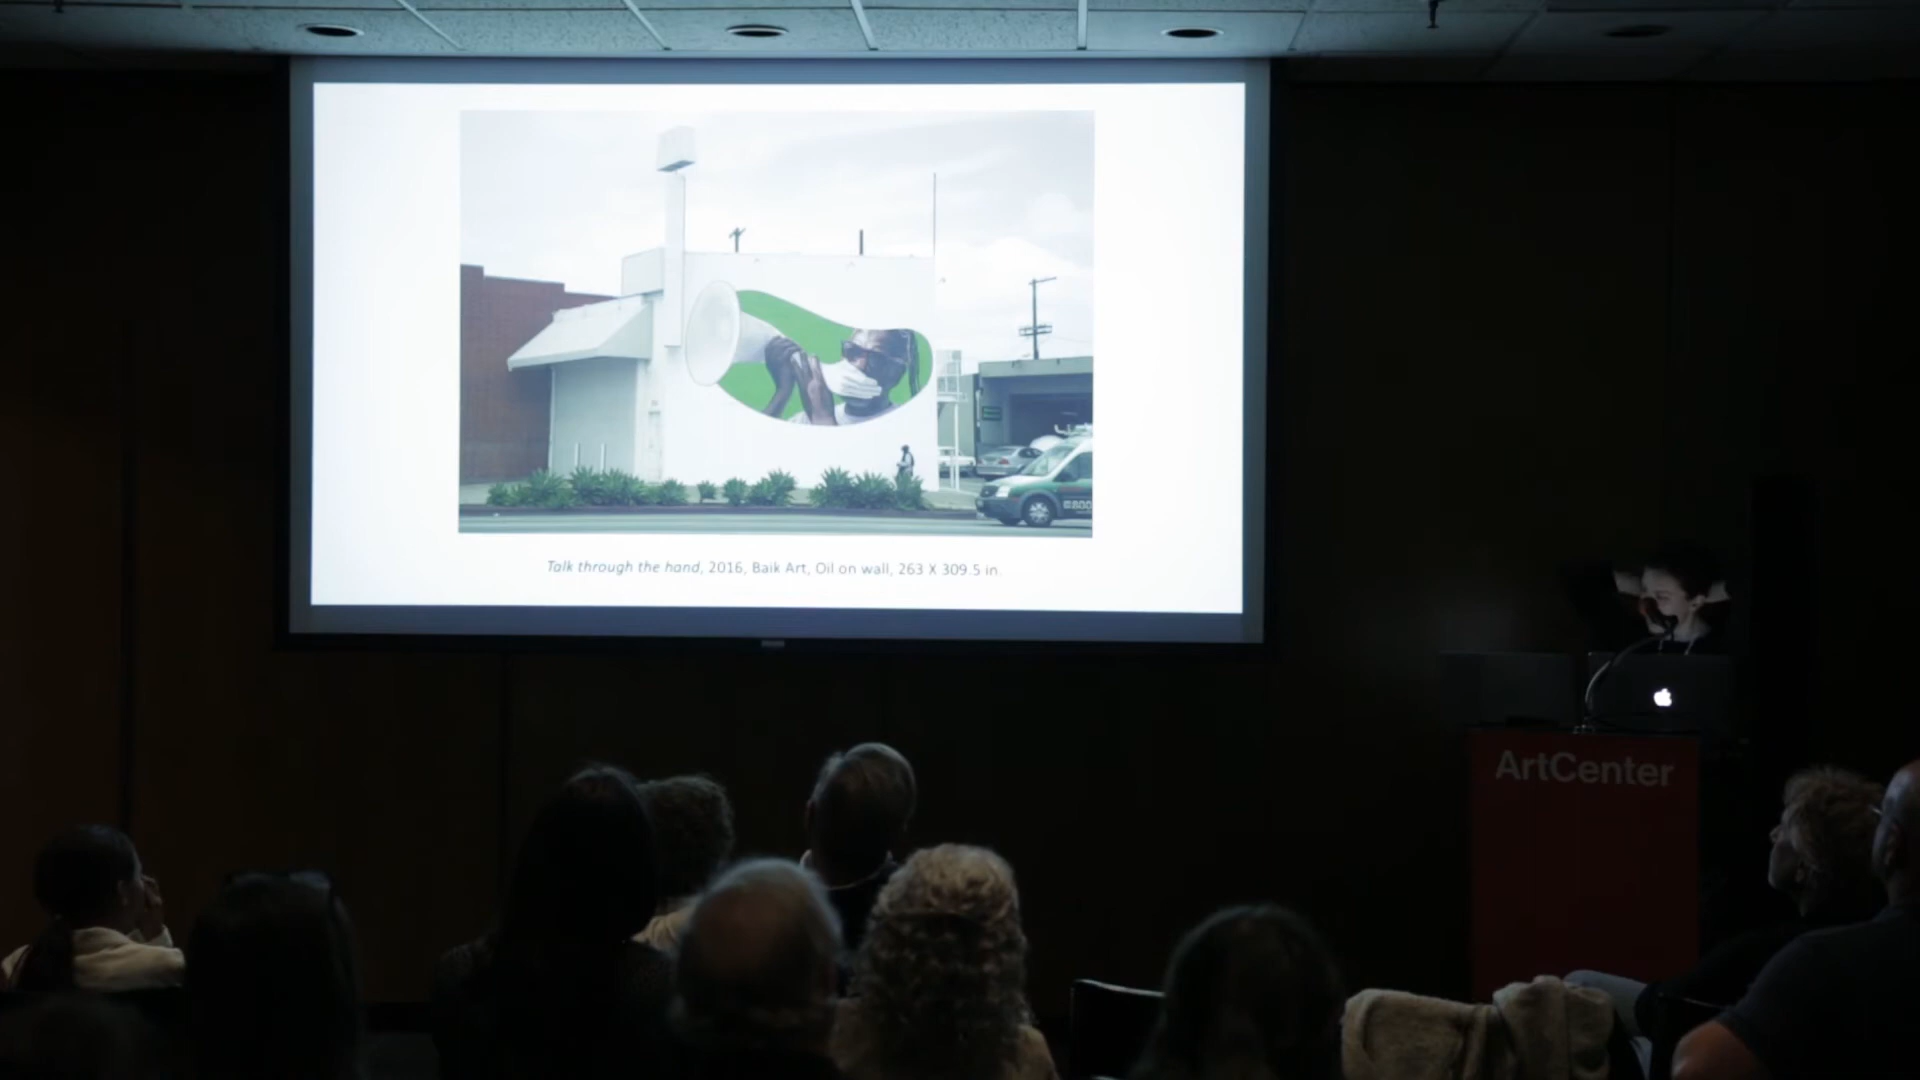 Talk through the hand, 2016, Baik Art, Oil on wall, 263 X 309.5 in.
ArtCenter